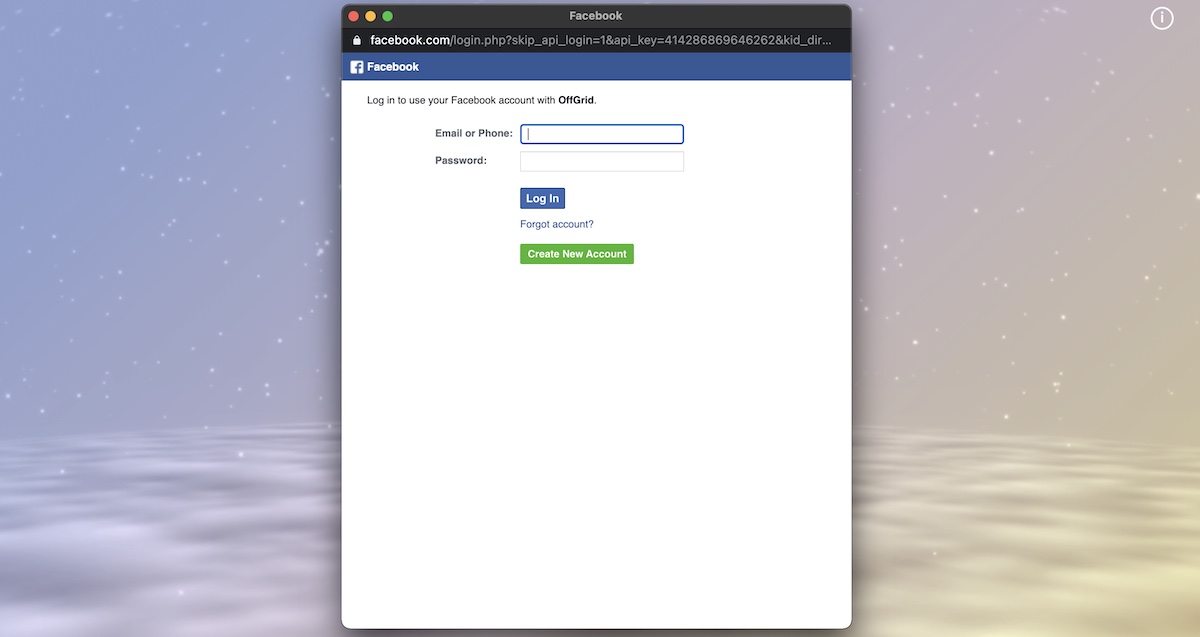 Facebook
facebook.com/login.php?skip_api_login=1&api_key=414286869646262&kid_dir...
Facebook
Log in to use your Facebook account with OffGrid.
Email or Phone:
Password:
Log In
Forgot account?
Create New Account